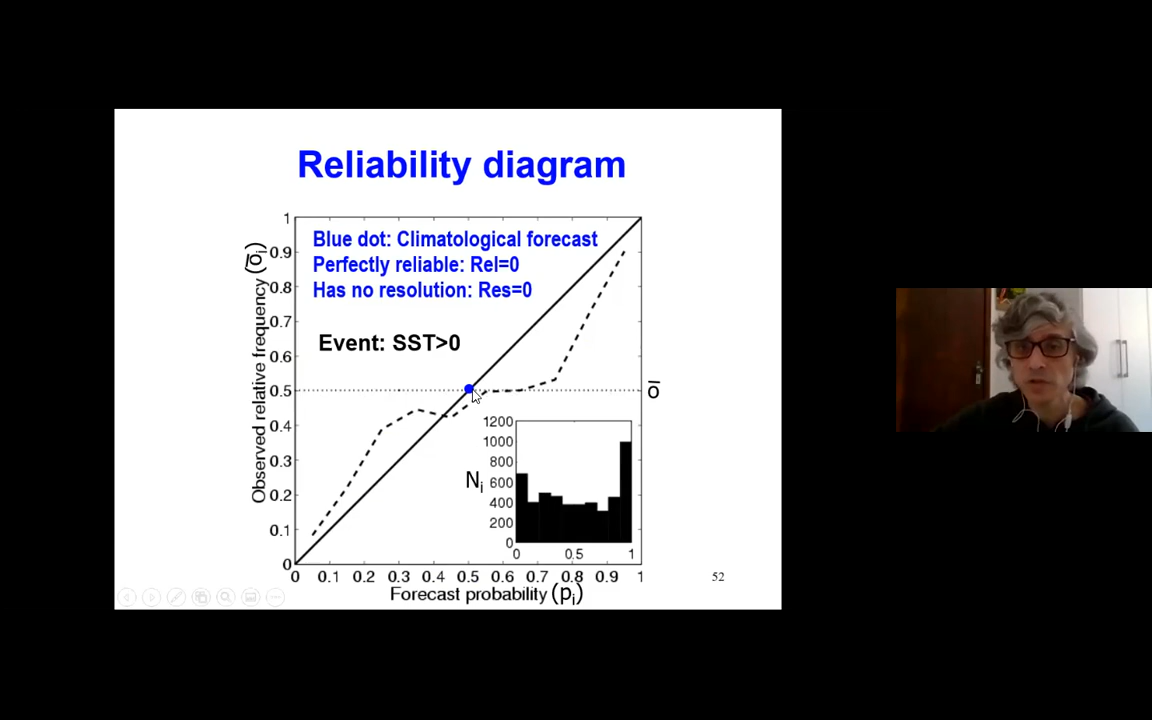 Reliability diagram
Blue dot: Climatological forecast
Perfectly reliable: Rel=0
Has no resolution: Res=0
Event: SST>0
Observed relative frequency (o̅ᵢ)
1
0.9
0.8
0.7
0.6
0.5
0.4
0.3
0.2
0.1
0
o̅
Nᵢ
1200
1000
800
600
400
200
0
0 0.5 1
0 0.1 0.2 0.3 0.4 0.5 0.6 0.7 0.8 0.9 1
Forecast probability (pᵢ)
52